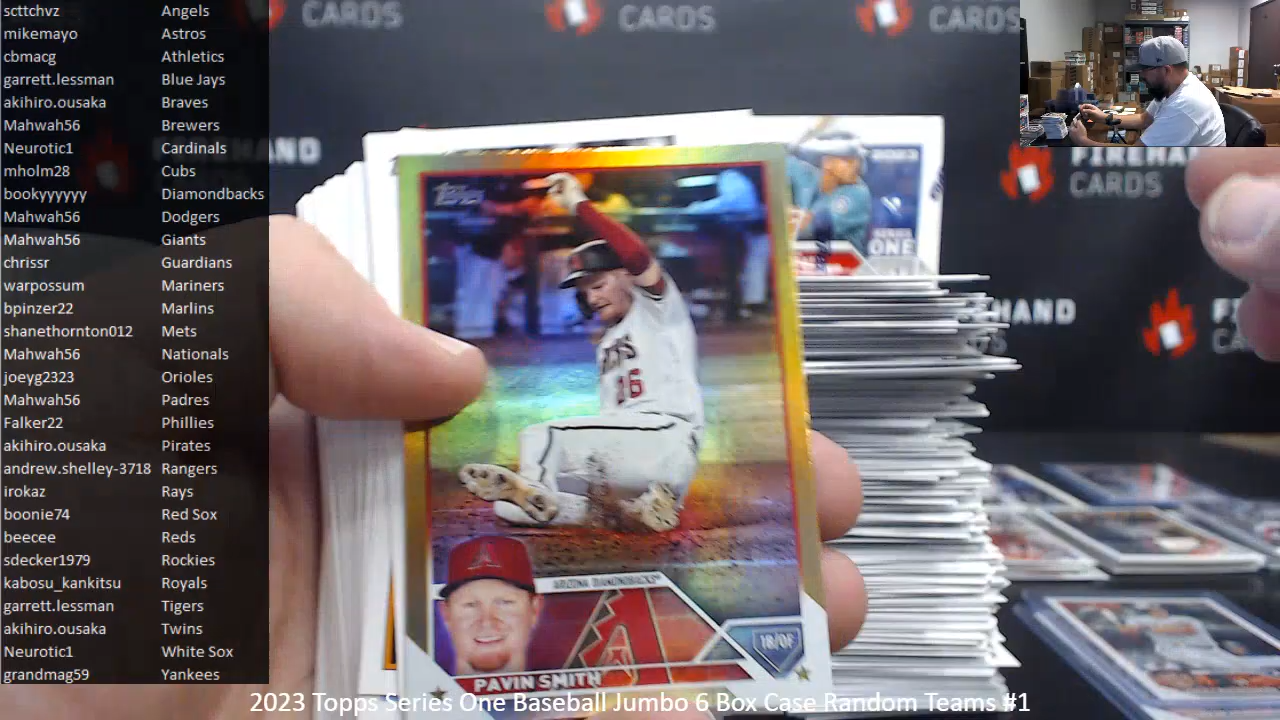 scttchvz Angels
mikemayo Astros
cbmacg Athletics
garrett.lessman Blue Jays
akihiro.ousaka Braves
Mahwah56 Brewers
Neurotic1 Cardinals
mholm28 Cubs
bookyyyyyy Diamondbacks
Mahwah56 Dodgers
Mahwah56 Giants
chrissr Guardians
warpossum Mariners
bpinzer22 Marlins
shanethornton012 Mets
Mahwah56 Nationals
joeyg2323 Orioles
Mahwah56 Padres
Falker22 Phillies
akihiro.ousaka Pirates
andrew.shelley-3718 Rangers
irokaz Rays
boonie74 Red Sox
beecee Reds
sdecker1979 Rockies
kabosu_kankitsu Royals
garrett.lessman Tigers
akihiro.ousaka Twins
Neurotic1 White Sox
grandmag59 Yankees
CARDS
CARDS
CARDS
HAND
FIREHA
CARDS
HAND
F
CA
TOPPS
2023
SERIES
ONE
16
ARIZONA DIAMONDBACKS
1B/OF
PAVIN SMITH
2023 Topps Series One Baseball Jumbo 6 Box Case Random Teams #1